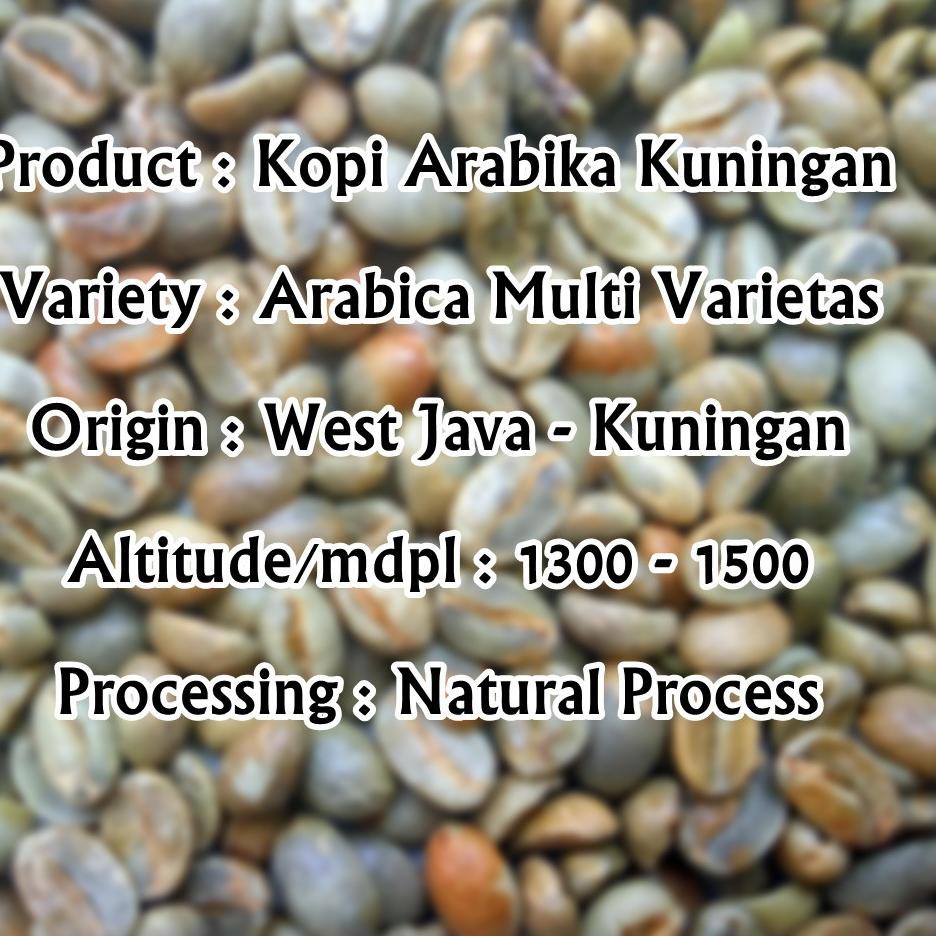 Product : Kopi Arabika Kuningan
Variety : Arabica Multi Varietas
Origin : West Java - Kuningan
Altitude/mdpl : 1300 - 1500
Processing : Natural Process